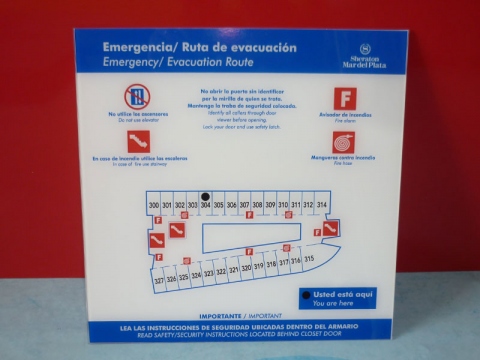 Emergencia/ Ruta de evacuación
Emergency/ Evacuation Route
Sheraton
Mar del Plata
No utilice los ascensores
Do not use elevator
No abrir la puerta sin identificar
por la mirilla de quien se trata.
Mantenga la traba de seguridad colocada.
Identify all callers through door
viewer before opening.
Lock your door and use safety latch.
F
Avisador de incendios
Fire alarm
En caso de incendio utilice las escaleras
In case of fire use stairway
Mangueras contra incendio
Fire hoses
300 301 302 303 304 305 306 307 308 309 310 311 312 314
F F
F
F F
327 326 325 324 323 322 321 320 319 318 317 316 315
Usted está aquí
You are here
IMPORTANTE / IMPORTANT
LEA LAS INSTRUCCIONES DE SEGURIDAD UBICADAS DENTRO DEL ARMARIO
READ SAFETY/SECURITY INSTRUCTIONS LOCATED BEHIND CLOSET DOOR